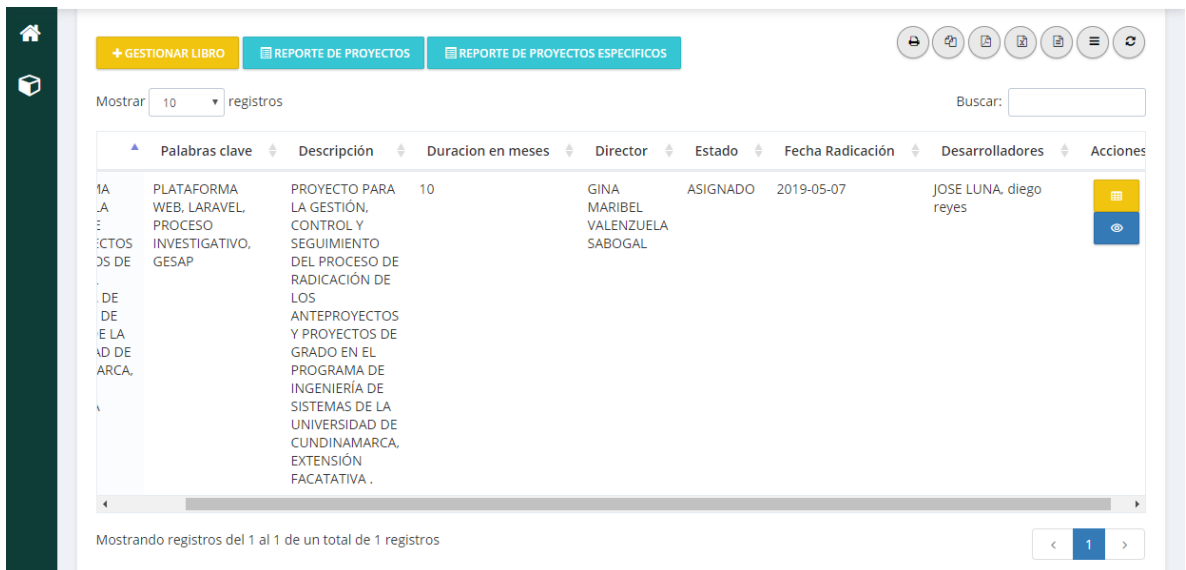 GESTIONAR LIBRO
REPORTE DE PROYECTOS
REPORTE DE PROYECTOS ESPECIFICOS
Mostrar 10 registros
Buscar:
Palabras clave
Descripción
Duracion en meses
Director
Estado
Fecha Radicación
Desarrolladores
Acciones
DE
DE
DE
PLATAFORMA
WEB, LARAVEL,
PROCESO
INVESTIGATIVO,
GESAP
PROYECTO PARA
LA GESTIÓN,
CONTROL Y
SEGUIMIENTO
DEL PROCESO DE
RADICACIÓN DE
LOS
ANTEPROYECTOS
Y PROYECTOS DE
GRADO EN EL
PROGRAMA DE
INGENIERÍA DE
SISTEMAS DE LA
UNIVERSIDAD DE
CUNDINAMARCA,
EXTENSIÓN
FACATATIVA .
10
GINA
MARIBEL
VALENZUELA
SABOGAL
ASIGNADO
2019-05-07
JOSE LUNA, diego
reyes
Mostrando registros del 1 al 1 de un total de 1 registros
1